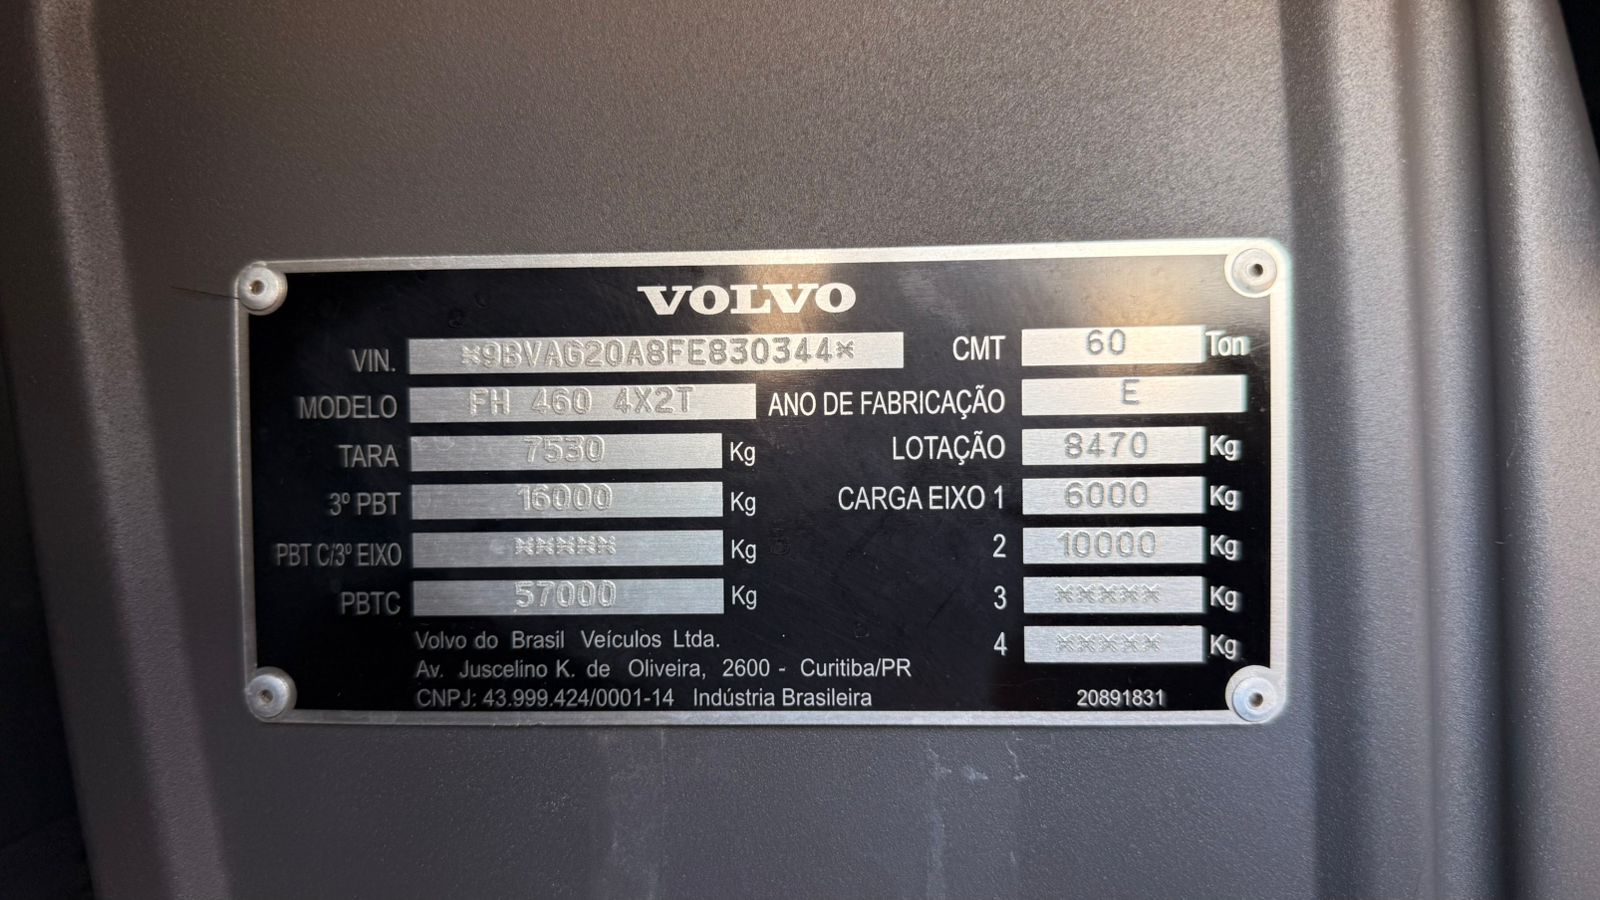 VOLVO
VIN. *9BVAG20A8FE830344* CMT 60 Ton
MODELO FH 460 4X2T ANO DE FABRICAÇÃO E
TARA 7530 Kg LOTAÇÃO 8470 Kg
3º PBT 16000 Kg CARGA EIXO 1 6000 Kg
PBT C/3º EIXO ***** Kg 2 10000 Kg
PBTC 57000 Kg 3 ***** Kg
4 ***** Kg
Volvo do Brasil Veículos Ltda.
Av. Juscelino K. de Oliveira, 2600 - Curitiba/PR
CNPJ: 43.999.424/0001-14 Indústria Brasileira 20891831